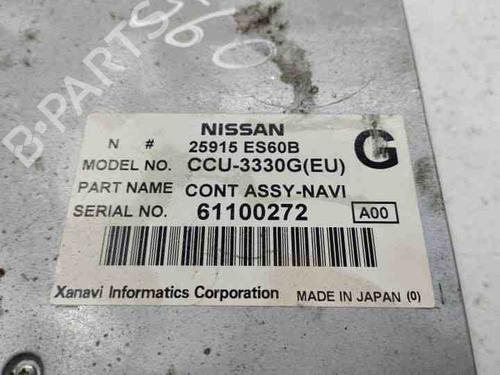 60
NISSAN
N # 25915 ES60B
G
MODEL NO. CCU-3330G(EU)
PART NAME CONT ASSY-NAVI
SERIAL NO. 61100272 A00
Xanavi Informatics Corporation MADE IN JAPAN (0)
B-PARTS